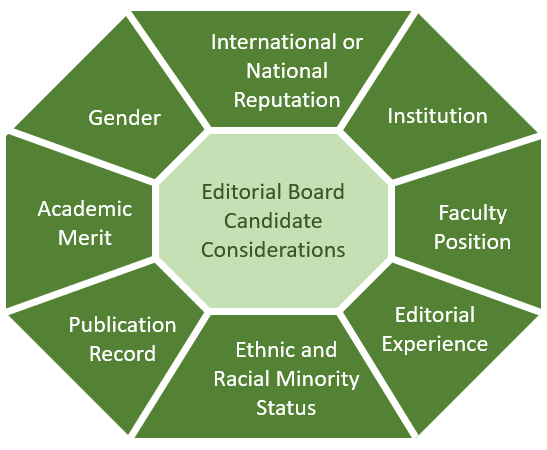 International or
National
Reputation
Institution
Faculty
Position
Editorial
Experience
Ethnic and
Racial Minority
Status
Publication
Record
Academic
Merit
Gender
Editorial Board
Candidate
Considerations